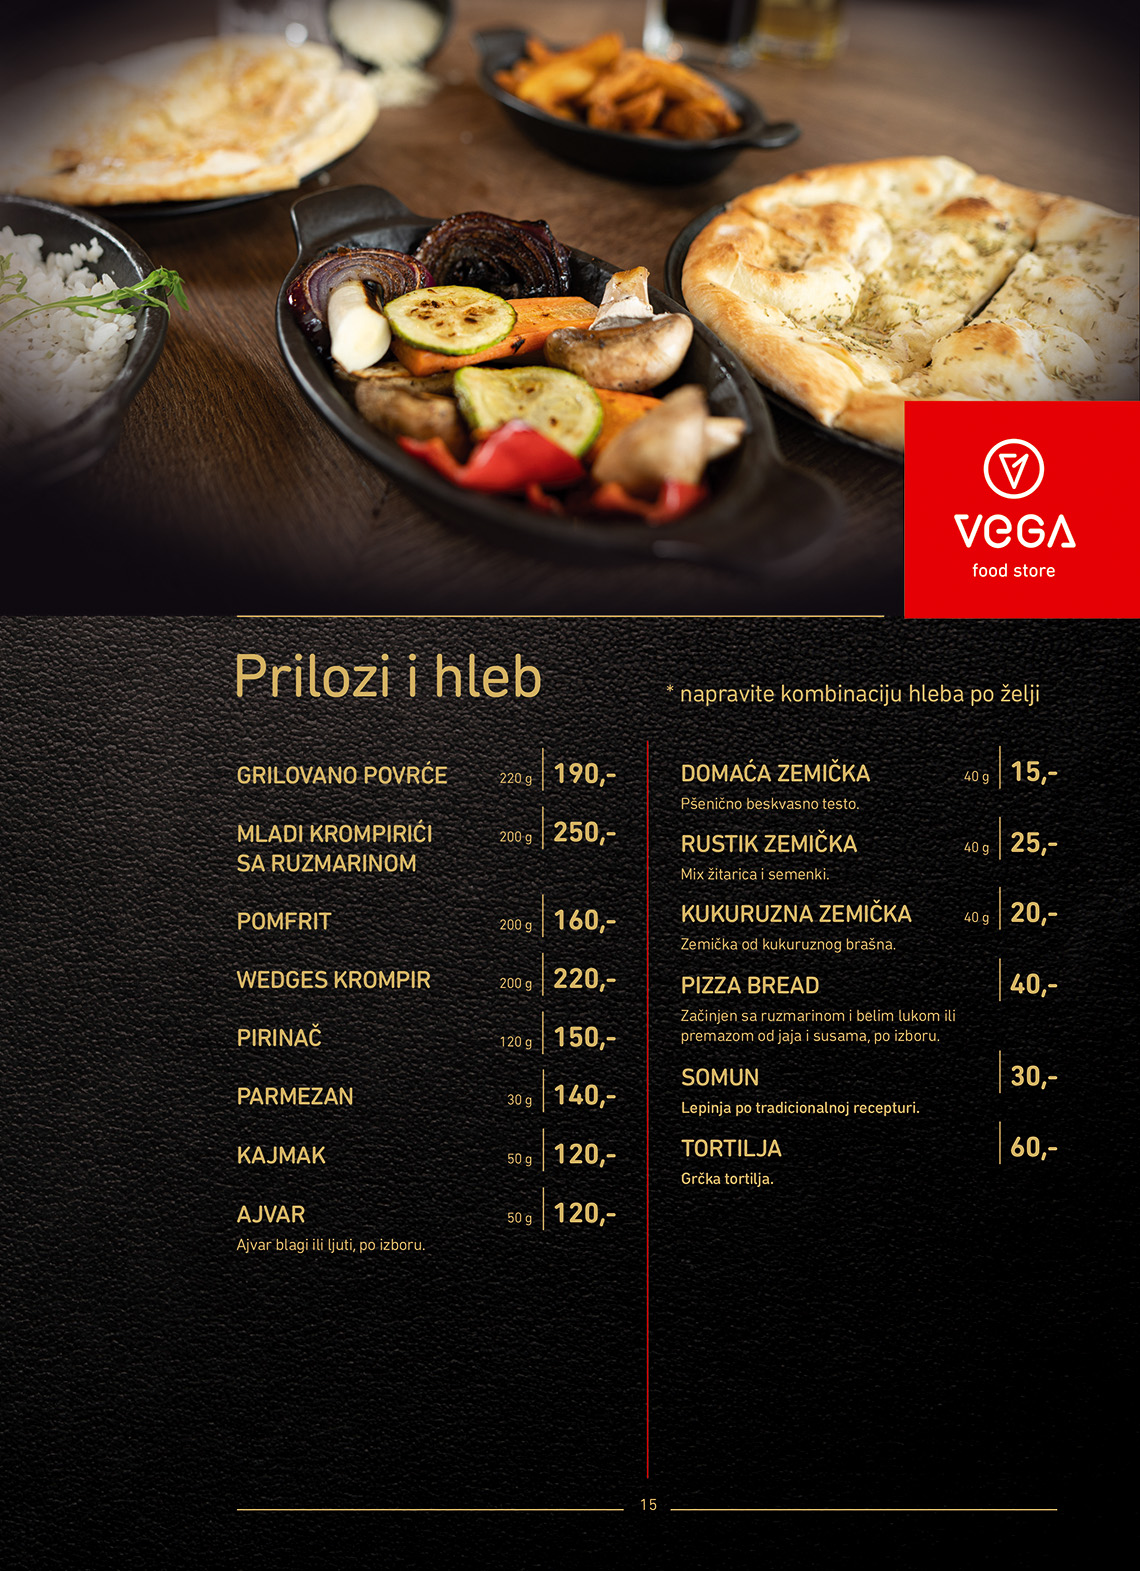 VEGA
food store
Prilozi i hleb
* napravite kombinaciju hleba po želji
GRILOVANO POVRĆE 220 g 190,-
MLADI KROMPIRIĆI 200 g 250,-
SA RUZMARINOM
POMFRIT 200 g 160,-
WEDGES KROMPIR 200 g 220,-
PIRINAČ 120 g 150,-
PARMEZAN 30 g 140,-
KAJMAK 50 g 120,-
AJVAR 50 g 120,-
Ajvar blagi ili ljuti, po izboru.
DOMAĆA ZEMIČKA 40 g 15,-
Pšenično beskvasno testo.
RUSTIK ZEMIČKA 40 g 25,-
Mix žitarica i semenki.
KUKURUZNA ZEMIČKA 40 g 20,-
Zemička od kukuruznog brašna.
PIZZA BREAD 40,-
Začinjen sa ruzmarinom i belim lukom ili
premazom od jaja i susama, po izboru.
SOMUN 30,-
Lepinja po tradicionalnoj recepturi.
TORTILJA 60,-
Grčka tortilja.
15